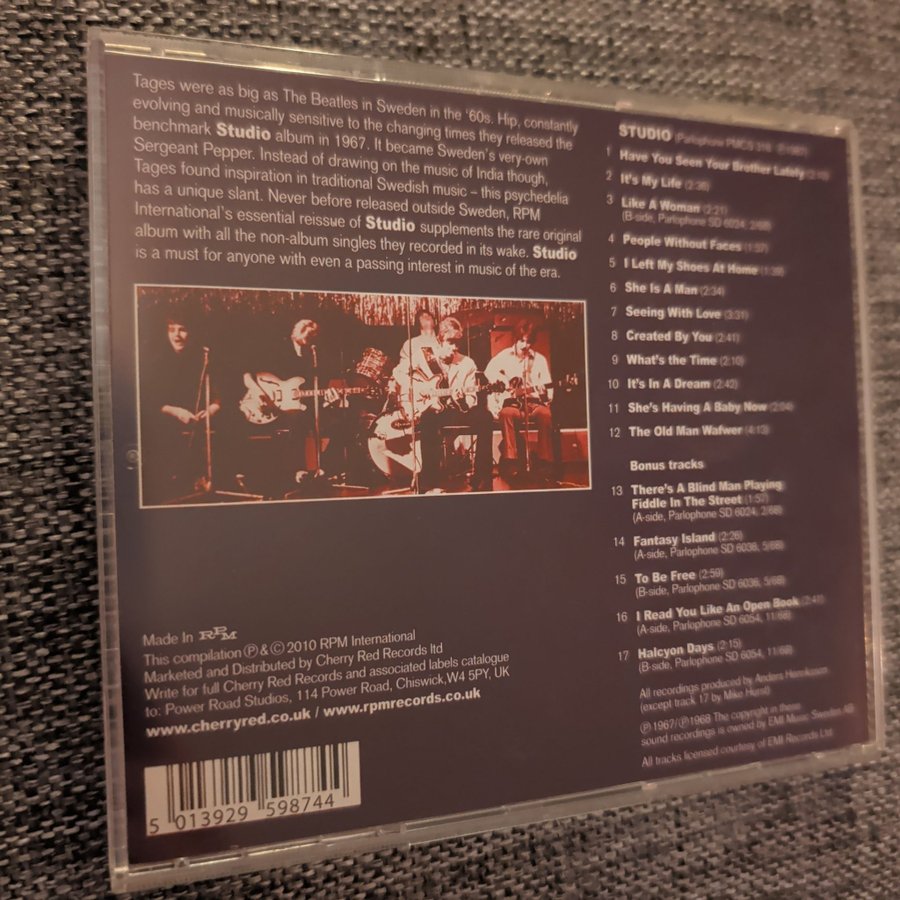 Tages were as big as The Beatles in Sweden in the '60s. Hip, constantly
evolving and musically sensitive to the changing times they released the
benchmark Studio album in 1967. It became Sweden's very-own
Sergeant Pepper. Instead of drawing on the music of India though,
Tages found inspiration in traditional Swedish music – this psychedelia
has a unique slant. Never before released outside Sweden, RPM
International's essential reissue of Studio supplements the rare original
album with all the non-album singles they recorded in its wake. Studio
is a must for anyone with even a passing interest in music of the era.
Made In RPM
This compilation Ⓟ & © 2010 RPM International
Marketed and Distributed by Cherry Red Records ltd
Write for full Cherry Red Records and associated labels catalogue
to: Power Road Studios, 114 Power Road, Chiswick,W4 5PY, UK
www.cherryred.co.uk / www.rpmrecords.co.uk
5 013929 598744
STUDIO (Parlophone PMCS 316
1 Have You Seen Your Brother Lately
2 It's My Life (2:36)
3 Like A Woman (2:21)
(B-side, Parlophone SD 6024, 2/68)
4 People Without Faces (1:37)
5 I Left My Shoes At Home
6 She Is A Man (2:34)
7 Seeing With Love (3:31)
8 Created By You (2:41)
9 What's the Time (2:10)
10 It's In A Dream (2:42)
11 She's Having A Baby Now (2:04)
12 The Old Man Wafwer (4:13)
Bonus tracks
13 There's A Blind Man Playing
Fiddle In The Street (1:57)
(A-side, Parlophone SD 6024, 2/68)
14 Fantasy Island (2:26)
(A-side, Parlophone SD 6036, 5/68)
15 To Be Free (2:59)
(B-side, Parlophone SD 6036, 5/68)
16 I Read You Like An Open Book (2:41)
(A-side, Parlophone SD 6054, 11/68)
17 Halcyon Days (2:15)
(B-side, Parlophone SD 6054, 11/68)
All recordings produced by Anders Henriksson
(except track 17 by Mike Hurst)
Ⓟ 1967/Ⓟ 1968 The copyright in these
sound recordings is owned by EMI Music Sweden AB
All tracks licensed courtesy of EMI Records Ltd